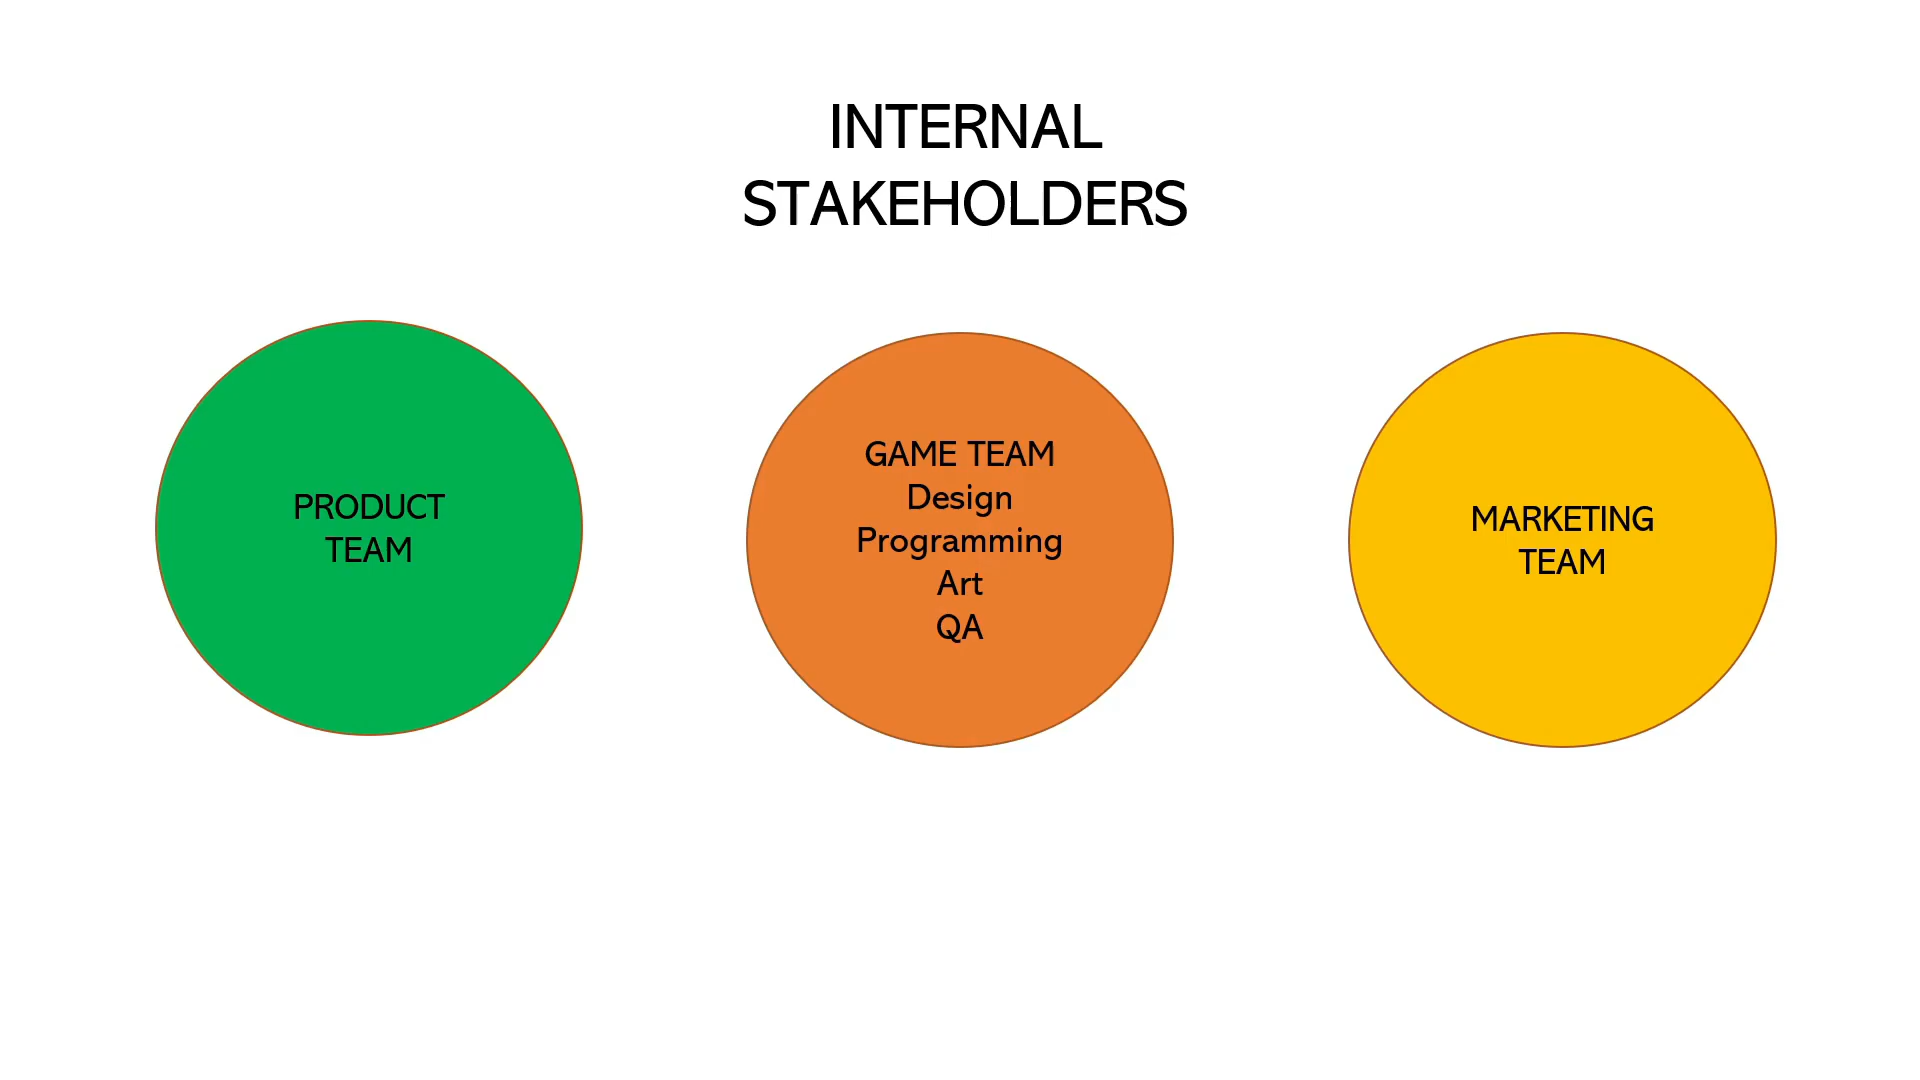 INTERNAL
STAKEHOLDERS
PRODUCT
TEAM
GAME TEAM
Design
Programming
Art
QA
MARKETING
TEAM